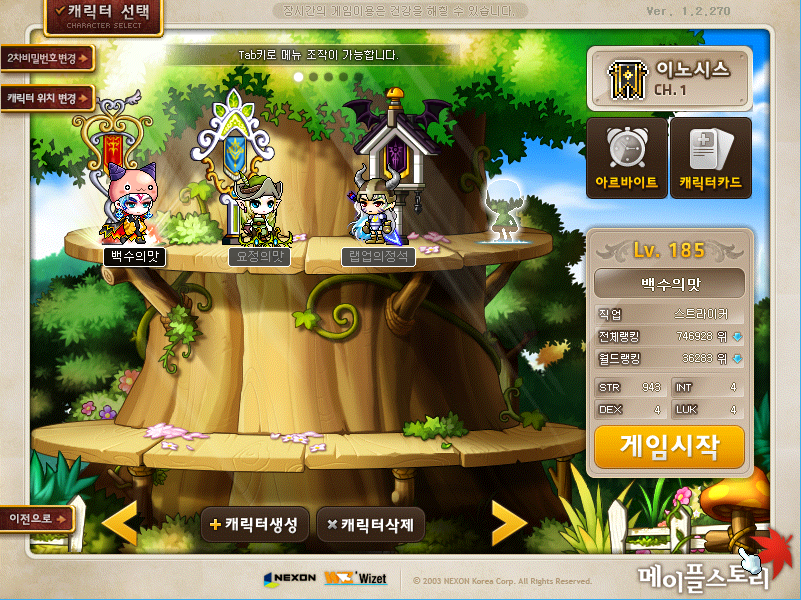 캐릭터 선택
CHARACTER SELECT
장시간의 게임이용은 건강을 해칠 수 있습니다.
Ver. 1.2.270
2차비밀번호변경
Tab키로 메뉴 조작이 가능합니다.
캐릭터 위치 변경
이노시스
CH.1
아르바이트
캐릭터카드
백수의맛
요정의맛
랩업의정석
Lv. 185
백수의맛
직업 스트라이커
전체랭킹 746928 위
월드랭킹 36283 위
STR 943 INT 4
DEX 4 LUK 4
게임시작
이전으로
+캐릭터생성
×캐릭터삭제
NEXON Wizet
© 2003 NEXON Korea Corp. All Rights Reserved.
메이플스토리